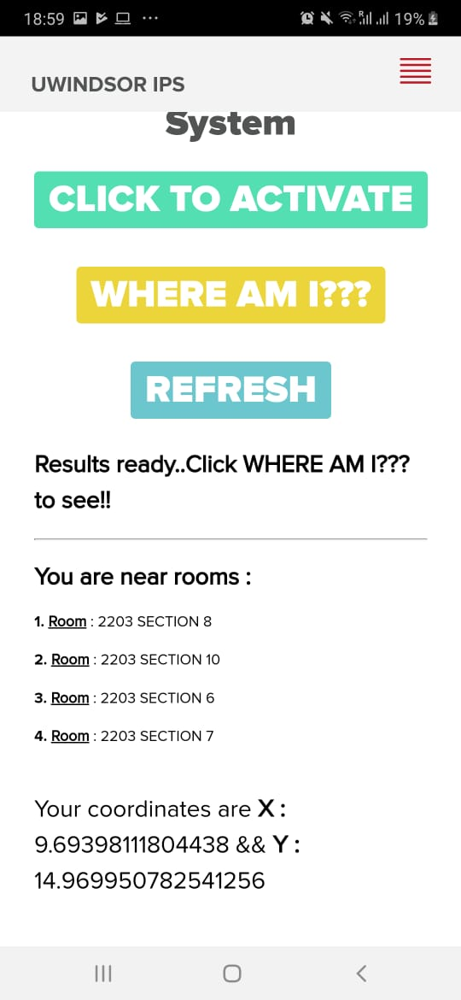 18:59 ... R 19%
UWINDSOR IPS
System
CLICK TO ACTIVATE
WHERE AM I???
REFRESH
Results ready..Click WHERE AM I???
to see!!
You are near rooms :
1. Room : 2203 SECTION 8
2. Room : 2203 SECTION 10
3. Room : 2203 SECTION 6
4. Room : 2203 SECTION 7
Your coordinates are X :
9.69398111804438 && Y :
14.969950782541256